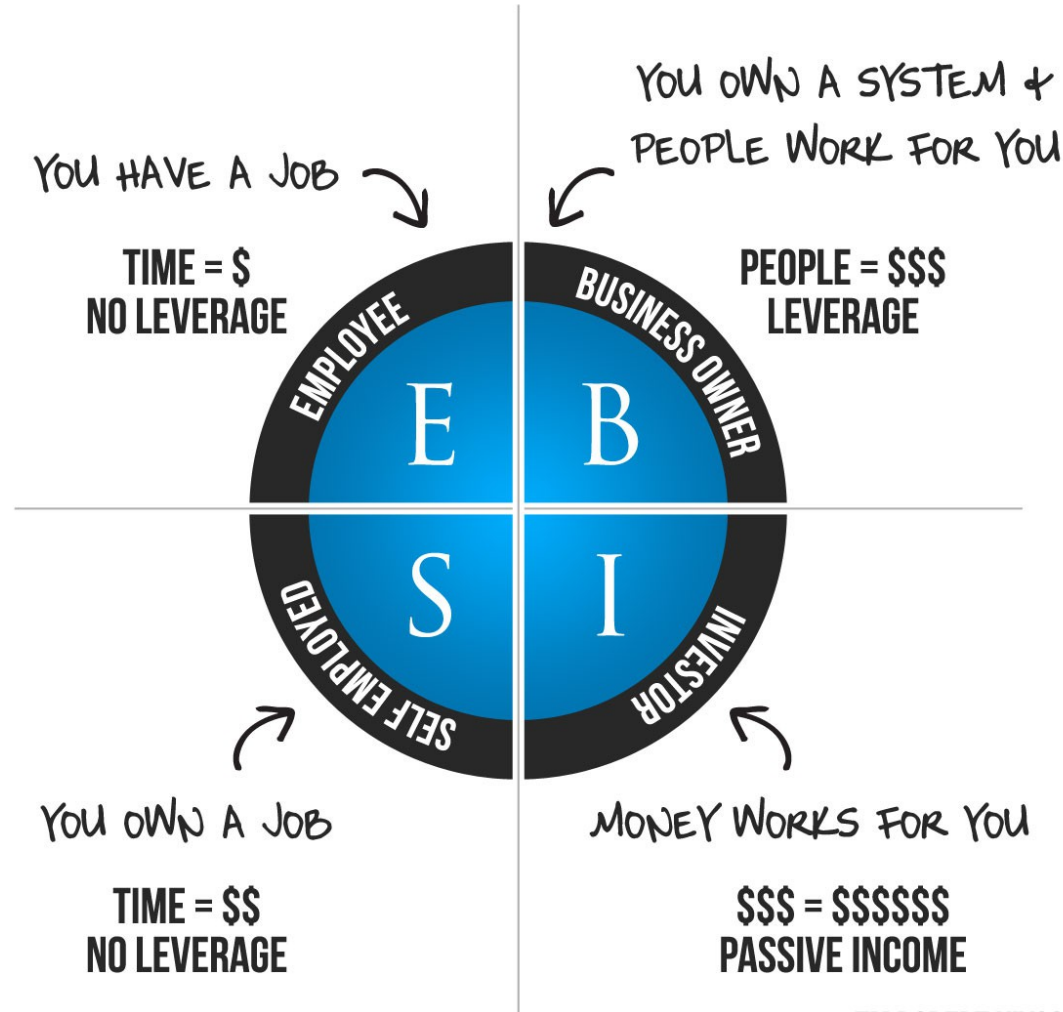 YOU HAVE A JOB
TIME = $
NO LEVERAGE
EMPLOYEE
E
YOU OWN A SYSTEM &
PEOPLE WORK FOR YOU
PEOPLE = $$$
LEVERAGE
BUSINESS OWNER
B
S
SELF EMPLOYED
YOU OWN A JOB
TIME = $$
NO LEVERAGE
I
INVESTOR
MONEY WORKS FOR YOU
$$$ = $$$$$$
PASSIVE INCOME